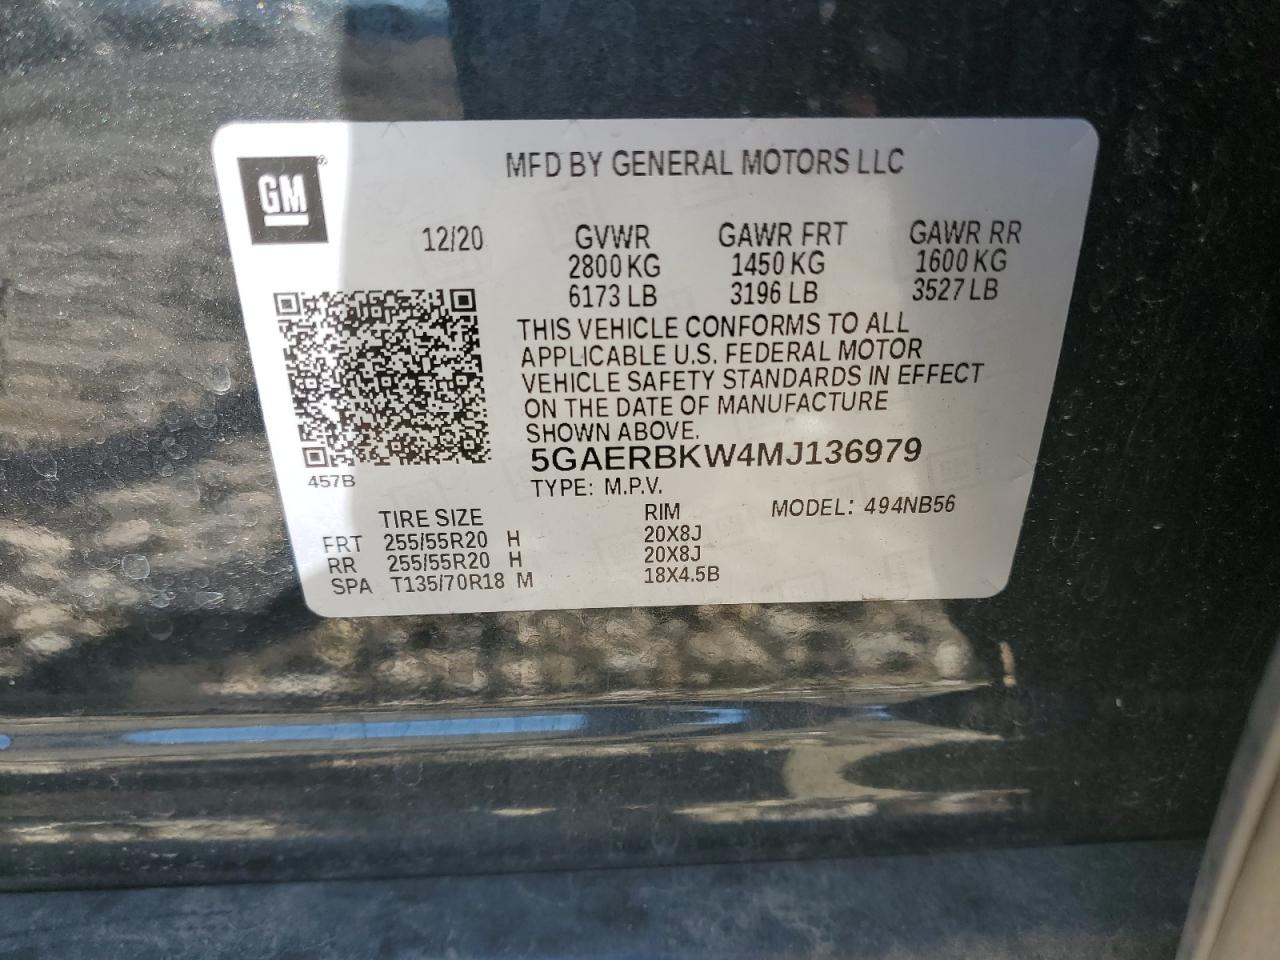 MFD BY GENERAL MOTORS LLC
GM
12/20 GVWR GAWR FRT GAWR RR
2800 KG 1450 KG 1600 KG
6173 LB 3196 LB 3527 LB
THIS VEHICLE CONFORMS TO ALL
APPLICABLE U.S. FEDERAL MOTOR
VEHICLE SAFETY STANDARDS IN EFFECT
ON THE DATE OF MANUFACTURE
SHOWN ABOVE.
5GAERBKW4MJ136979
457B
TYPE: M.P.V.
TIRE SIZE RIM MODEL: 494NB56
FRT 255/55R20 H 20X8J
RR 255/55R20 H 20X8J
SPA T135/70R18 M 18X4.5B